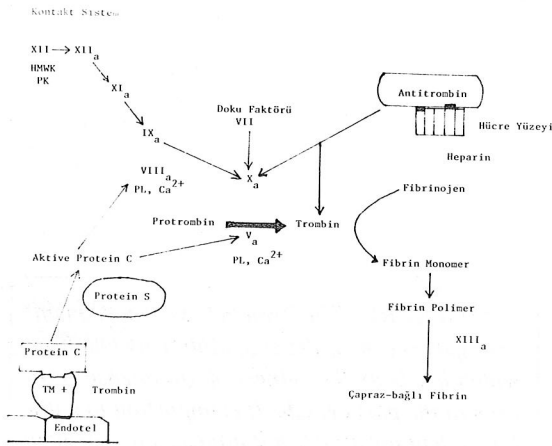 Kontakt Sistem
XII → XIIa
HMWK
PK
XIa
IXa
Doku Faktörü
VII
Antitrombin
Hücre Yüzeyi
Heparin
VIIIa
PL, Ca2+
Xa
Fibrinojen
Protrombin
Trombin
Va
PL, Ca2+
Aktive Protein C
Fibrin Monomer
Protein S
Fibrin Polimer
XIIIa
Protein C
TM +
Trombin
Çapraz-bağlı Fibrin
Endotel